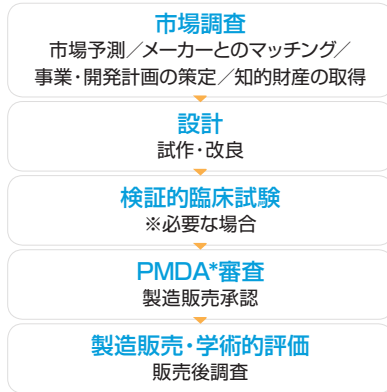 市場調査
市場予測／メーカーとのマッチング／
事業・開発計画の策定／知的財産の取得
設計
試作・改良
検証的臨床試験
※必要な場合
PMDA*審査
製造販売承認
製造販売・学術的評価
販売後調査